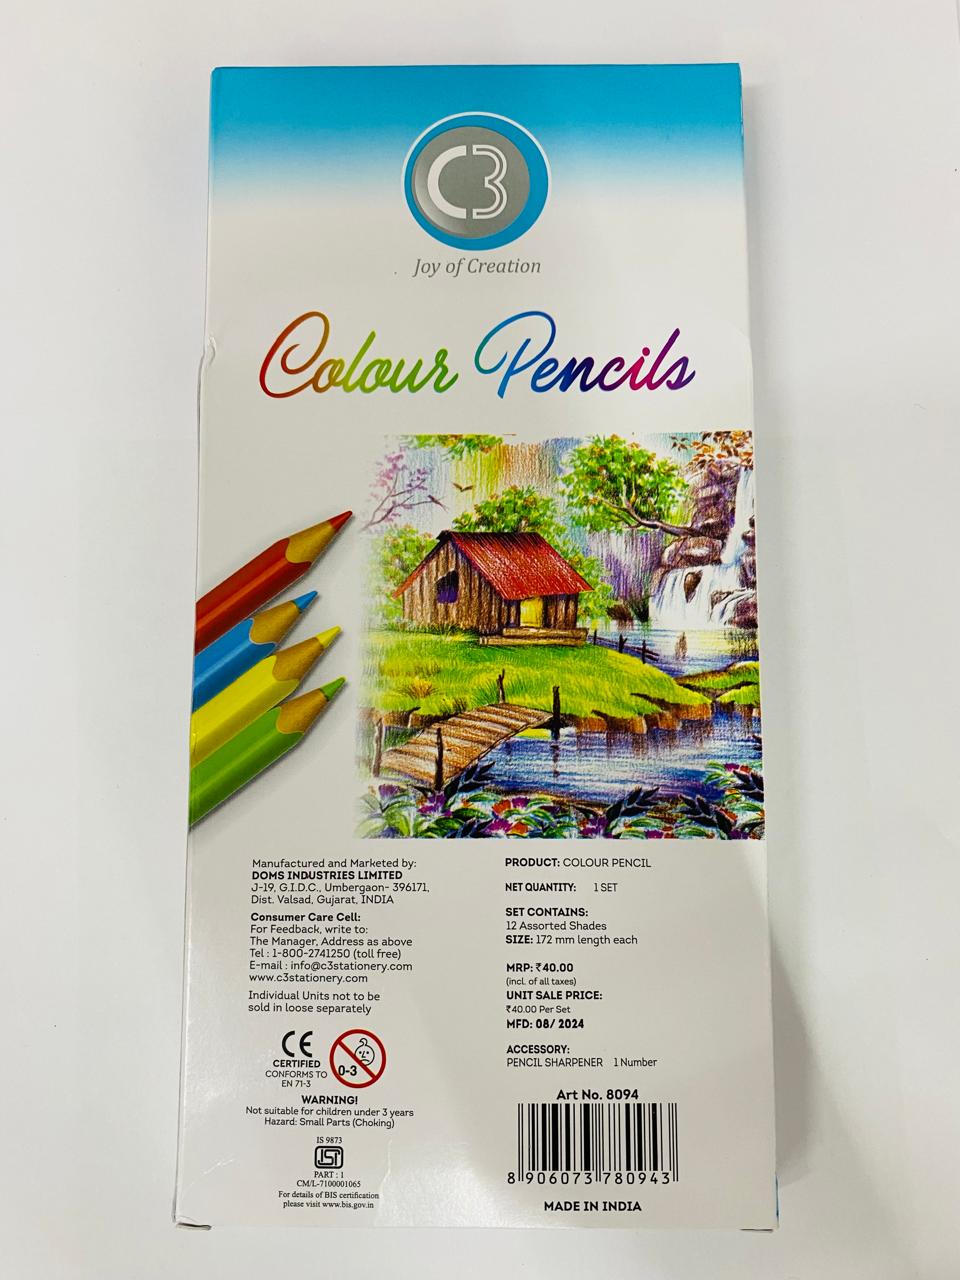 C3
Joy of Creation
Colour Pencils
Manufactured and Marketed by:
DOMS INDUSTRIES LIMITED
J-19, G.I.D.C., Umbergaon- 396171,
Dist. Valsad, Gujarat, INDIA
Consumer Care Cell:
For Feedback, write to:
The Manager, Address as above
Tel : 1-800-2741250 (toll free)
E-mail : info@c3stationery.com
www.c3stationery.com
Individual Units not to be
sold in loose separately
CE
CERTIFIED
CONFORMS TO
EN 71-3
0-3
WARNING!
Not suitable for children under 3 years
Hazard: Small Parts (Choking)
IS 9873
ISI
PART : 1
CM/L-7100001065
For details of BIS certification
please visit www.bis.gov.in
PRODUCT: COLOUR PENCIL
NET QUANTITY: 1 SET
SET CONTAINS:
12 Assorted Shades
SIZE: 172 mm length each
MRP: ₹40.00
(incl. of all taxes)
UNIT SALE PRICE:
₹40.00 Per Set
MFD: 08/ 2024
ACCESSORY:
PENCIL SHARPENER 1 Number
Art No. 8094
8 906073 780943
MADE IN INDIA